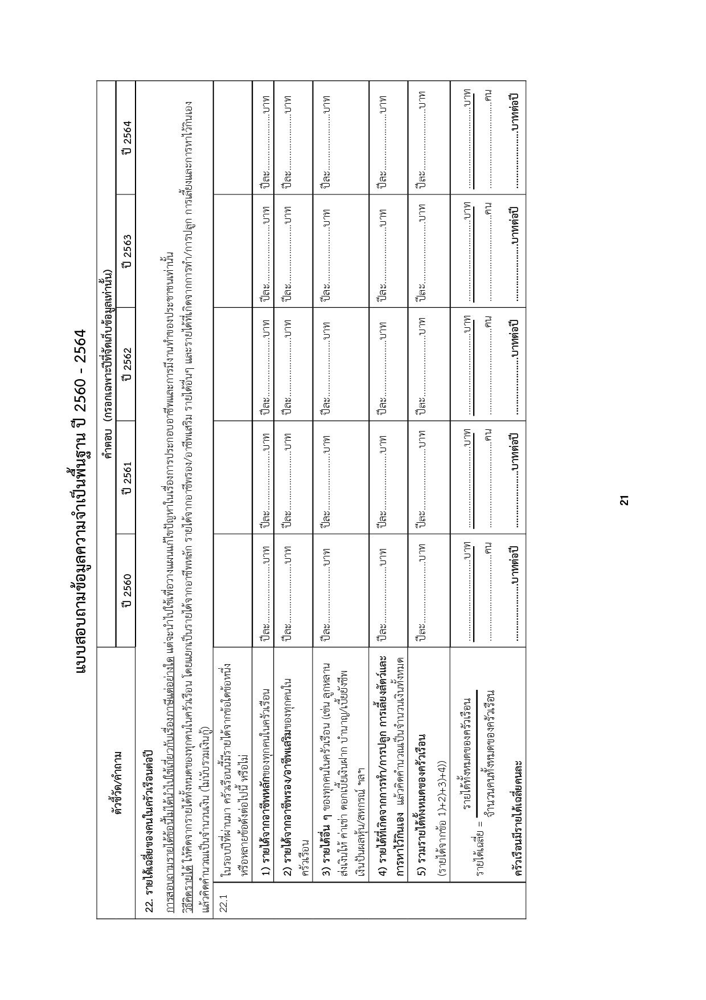 แบบสอบถามข้อมูลความจำเป็นพื้นฐาน ปี 2560 - 2564
ตัวชี้วัด/คำถาม
คำตอบ (กรอกเฉพาะปีที่จัดเก็บข้อมูลเท่านั้น)
ปี 2560 ปี 2561 ปี 2562 ปี 2563 ปี 2564
22. รายได้เฉลี่ยของคนในครัวเรือนต่อปี
การสอบถามรายได้ข้อนี้ไม่ได้นำไปใช้เกี่ยวกับเรื่องภาษีแต่อย่างใด แต่จะนำไปใช้เพื่อวางแผนแก้ไขปัญหาในเรื่องการประกอบอาชีพและการมีงานทำของประชาชนเท่านั้น
วิธีคิดรายได้ ให้คิดจากรายได้ทั้งหมดของทุกคนในครัวเรือน โดยแยกเป็นรายได้จากอาชีพหลัก รายได้จากอาชีพรอง/อาชีพเสริม รายได้อื่นๆ และรายได้ที่เกิดจากการทำ/การปลูก การเลี้ยงและการหาไว้กินเอง
แล้วคิดคำนวณเป็นจำนวนเงิน (ไม่นับรวมเงินกู้)
22.1 ในรอบปีที่ผ่านมา ครัวเรือนนี้มีรายได้จากข้อใดข้อหนึ่ง
หรือหลายข้อดังต่อไปนี้ หรือไม่
1) รายได้จากอาชีพหลักของทุกคนในครัวเรือน ปีละ..........................บาท ปีละ..........................บาท ปีละ..........................บาท ปีละ..........................บาท ปีละ..........................บาท
2) รายได้จากอาชีพรอง/อาชีพเสริมของทุกคนใน ปีละ..........................บาท ปีละ..........................บาท ปีละ..........................บาท ปีละ..........................บาท ปีละ..........................บาท
ครัวเรือน
3) รายได้อื่น ๆ ของทุกคนในครัวเรือน (เช่น ลูกหลาน ปีละ..........................บาท ปีละ..........................บาท ปีละ..........................บาท ปีละ..........................บาท ปีละ..........................บาท
ส่งเงินให้ ค่าเช่า ดอกเบี้ยเงินฝาก บำนาญ/เบี้ยยังชีพ
เงินปันผลหุ้น/สหกรณ์ ฯลฯ
4) รายได้ที่เกิดจากการทำ/การปลูก การเลี้ยงสัตว์และ ปีละ..........................บาท ปีละ..........................บาท ปีละ..........................บาท ปีละ..........................บาท ปีละ..........................บาท
การหาไว้กินเอง แล้วคิดคำนวณเป็นจำนวนเงินทั้งหมด
5) รวมรายได้ทั้งหมดของครัวเรือน ปีละ..........................บาท ปีละ..........................บาท ปีละ..........................บาท ปีละ..........................บาท ปีละ..........................บาท
(รายได้จากข้อ 1)+2)+3)+4))
รายได้ทั้งหมดของครัวเรือน ..............................บาท ..............................บาท ..............................บาท ..............................บาท ..............................บาท
รายได้เฉลี่ย =
จำนวนคนทั้งหมดของครัวเรือน ..............................คน ..............................คน ..............................คน ..............................คน ..............................คน
ครัวเรือนมีรายได้เฉลี่ยคนละ .....................บาทต่อปี .....................บาทต่อปี .....................บาทต่อปี .....................บาทต่อปี .....................บาทต่อปี
21